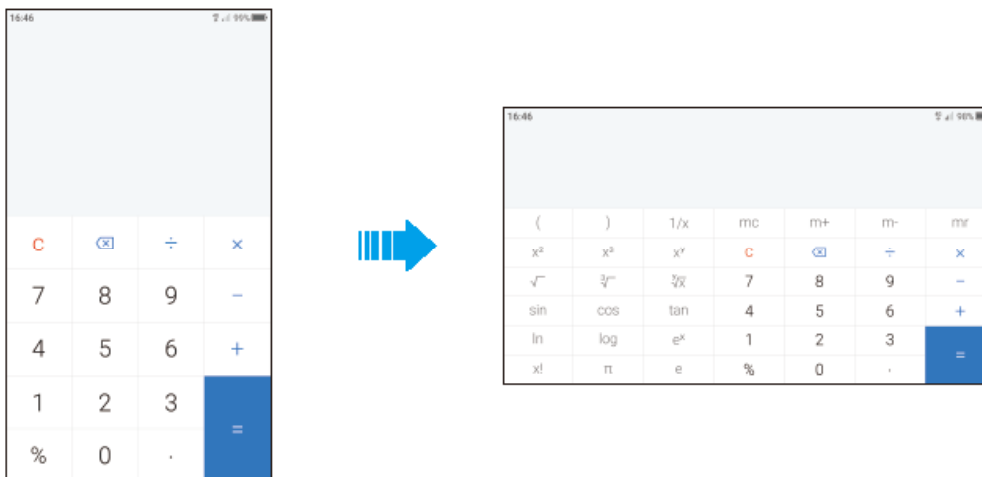 16:46 99%
C ÷ ×
7 8 9 −
4 5 6 +
1 2 3 =
% 0 .
16:46 98%
( ) 1/x mc m+ m- mr
x² x³ xʸ C ÷ ×
√ ³√ ʸ√x 7 8 9 −
sin cos tan 4 5 6 +
ln log eˣ 1 2 3 =
x! π e % 0 .